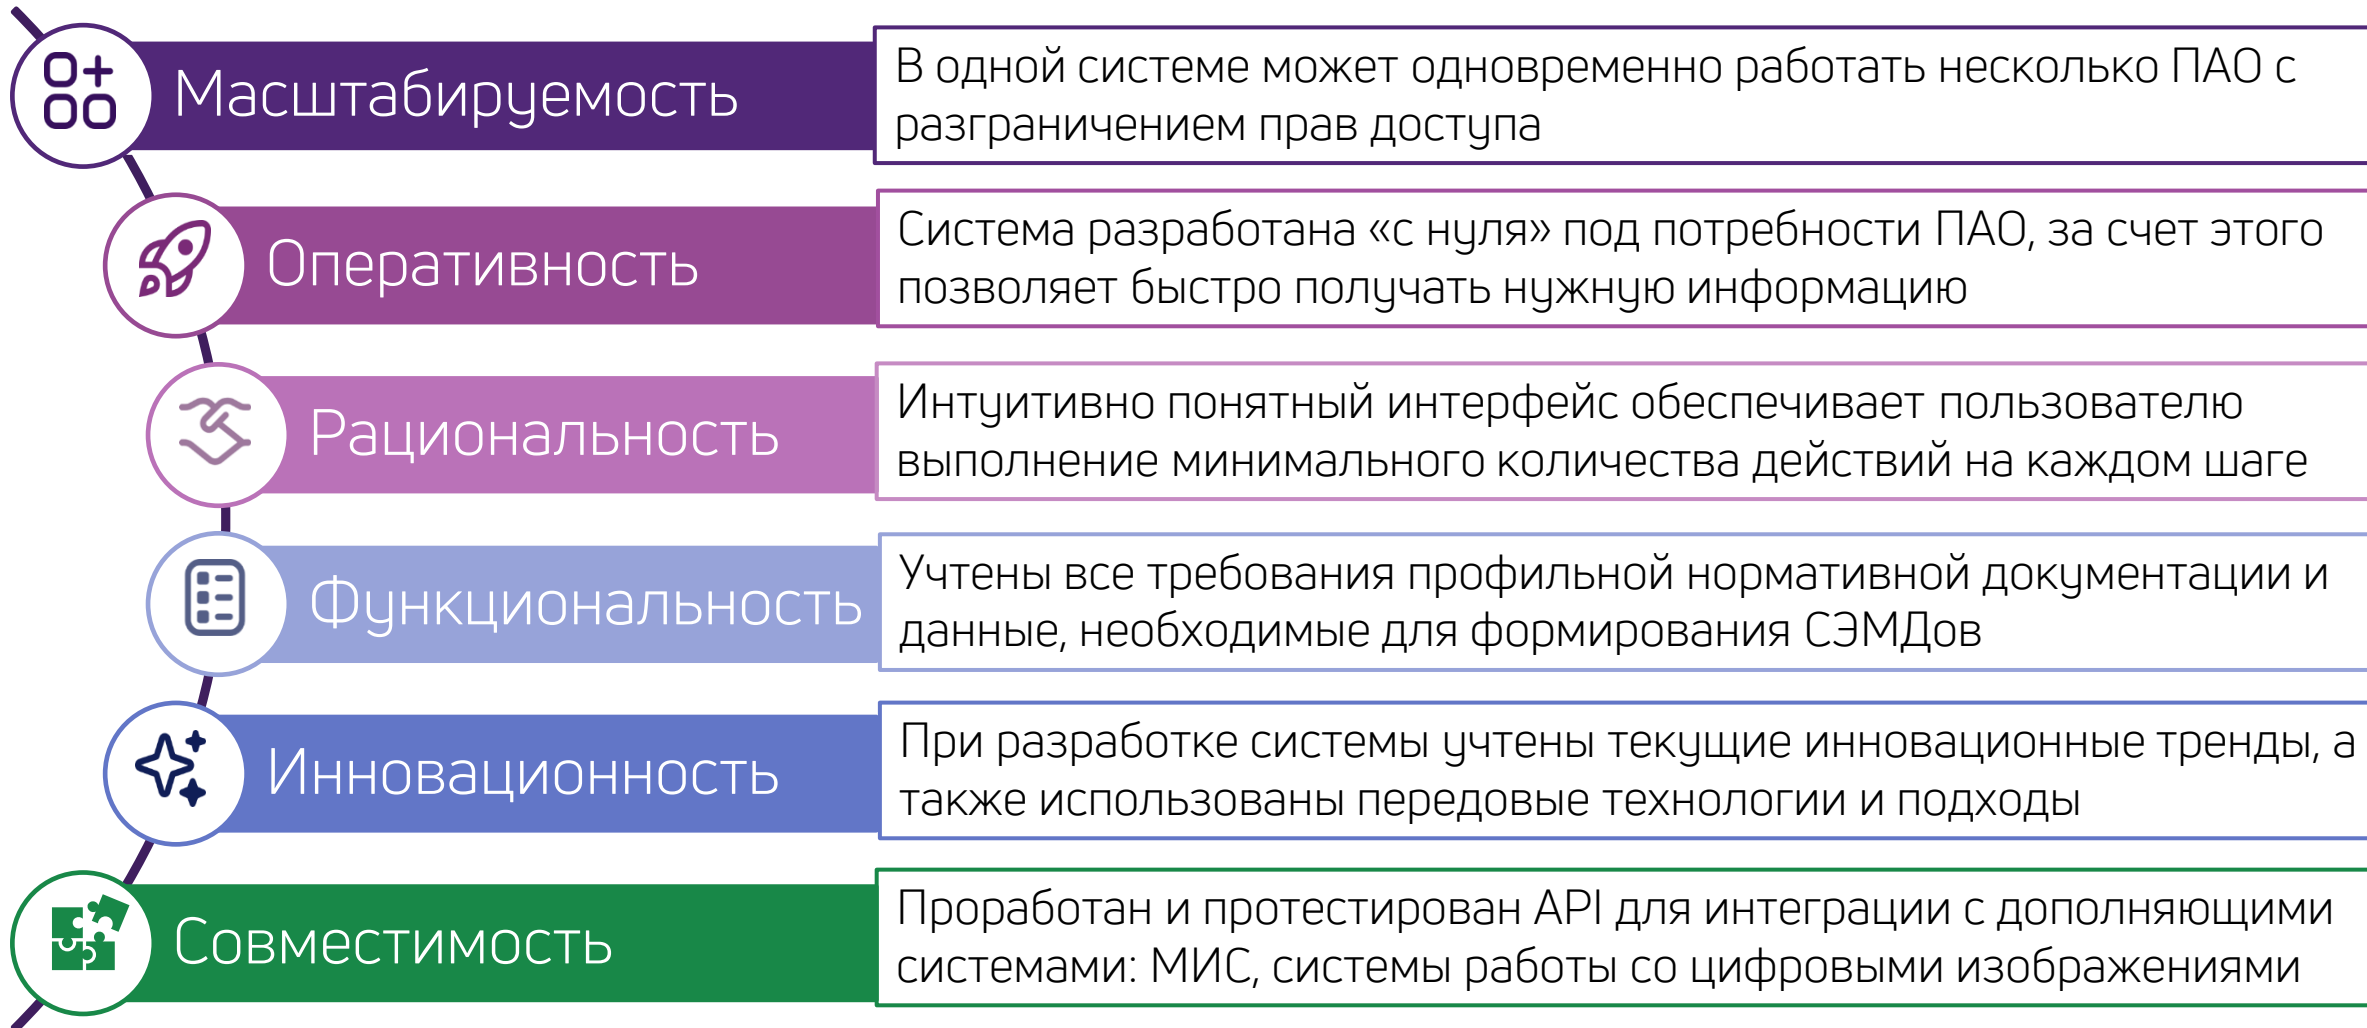 Масштабируемость
В одной системе может одновременно работать несколько ПАО с
разграничением прав доступа
Оперативность
Система разработана «с нуля» под потребности ПАО, за счет этого
позволяет быстро получать нужную информацию
Рациональность
Интуитивно понятный интерфейс обеспечивает пользователю
выполнение минимального количества действий на каждом шаге
Функциональность
Учтены все требования профильной нормативной документации и
данные, необходимые для формирования СЭМДов
Инновационность
При разработке системы учтены текущие инновационные тренды, а
также использованы передовые технологии и подходы
Совместимость
Проработан и протестирован API для интеграции с дополняющими
системами: МИС, системы работы со цифровыми изображениями